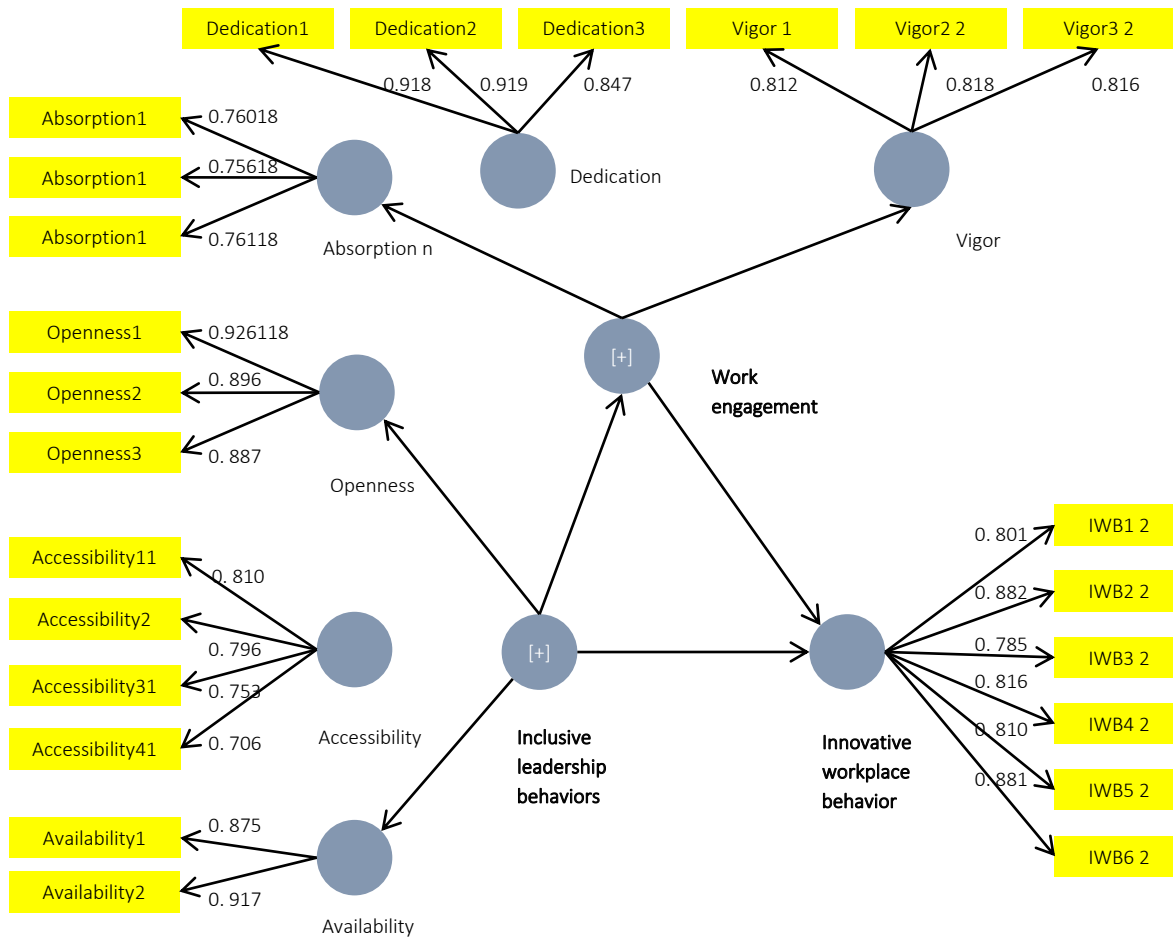 Dedication1
Dedication2
Dedication3
Vigor 1
Vigor2 2
Vigor3 2
0.918
0.919
0.847
0.812
0.818
0.816
Absorption1
0.76018
Absorption1
0.75618
Absorption1
0.76118
Dedication
Absorption n
Vigor
Openness1
0.926118
Openness2
0. 896
Openness3
0. 887
Openness
[+]
Work
engagement
Accessibility11
0. 810
Accessibility2
0. 796
Accessibility31
0. 753
Accessibility41
0. 706
Accessibility
[+]
Inclusive
leadership
behaviors
Innovative
workplace
behavior
0. 801
IWB1 2
0. 882
IWB2 2
0. 785
IWB3 2
0. 816
IWB4 2
0. 810
IWB5 2
0. 881
IWB6 2
Availability1
0. 875
Availability2
0. 917
Availability